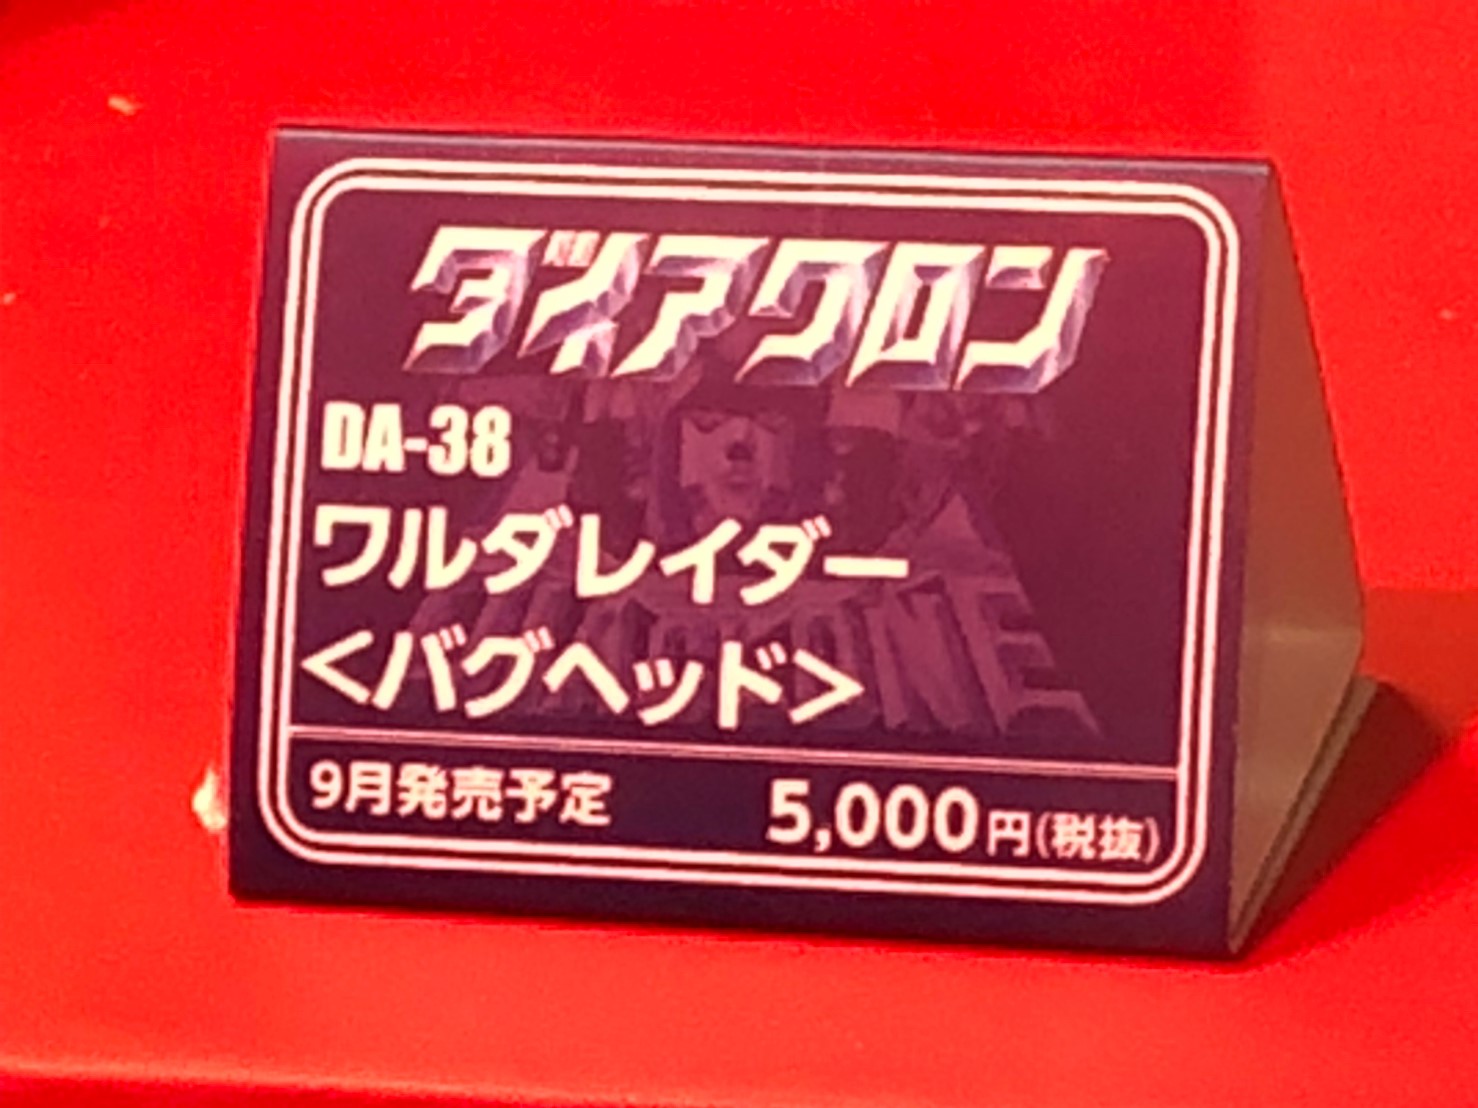 ダイアクロン
DA-38
ワルダレイダー
<バグヘッド>
9月発売予定 5,000円(税抜)